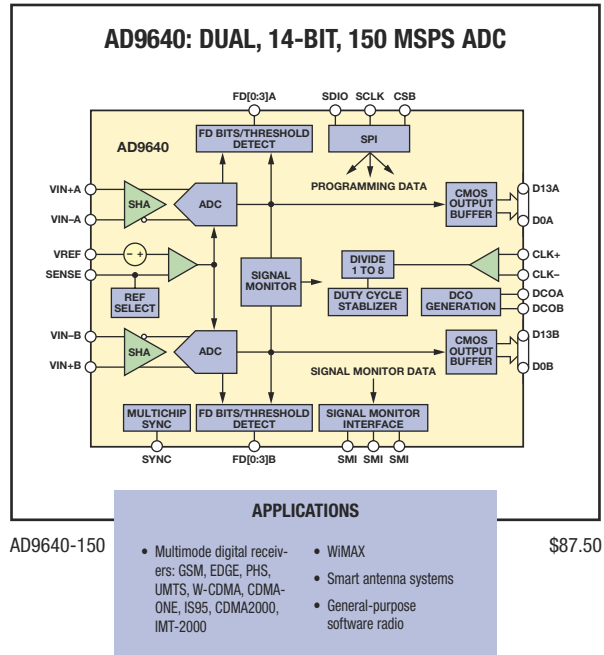 AD9640: DUAL, 14-BIT, 150 MSPS ADC
FD[0:3]A
SDIO SCLK CSB
AD9640
FD BITS/THRESHOLD
DETECT
SPI
PROGRAMMING DATA
VIN+A
VIN–A
SHA
ADC
CMOS
OUTPUT
BUFFER
D13A
D0A
VREF
SENSE
– +
REF
SELECT
SIGNAL
MONITOR
DIVIDE
1 TO 8
DUTY CYCLE
STABLIZER
CLK+
CLK–
DCO
GENERATION
DCOA
DCOB
VIN–B
VIN+B
SHA
ADC
CMOS
OUTPUT
BUFFER
D13B
D0B
SIGNAL MONITOR DATA
MULTICHIP
SYNC
FD BITS/THRESHOLD
DETECT
SIGNAL MONITOR
INTERFACE
SYNC
FD[0:3]B
SMI SMI SMI
AD9640-150
$87.50
APPLICATIONS
• Multimode digital receiv-
ers: GSM, EDGE, PHS,
UMTS, W-CDMA, CDMA-
ONE, IS95, CDMA2000,
IMT-2000
• WiMAX
• Smart antenna systems
• General-purpose
software radio